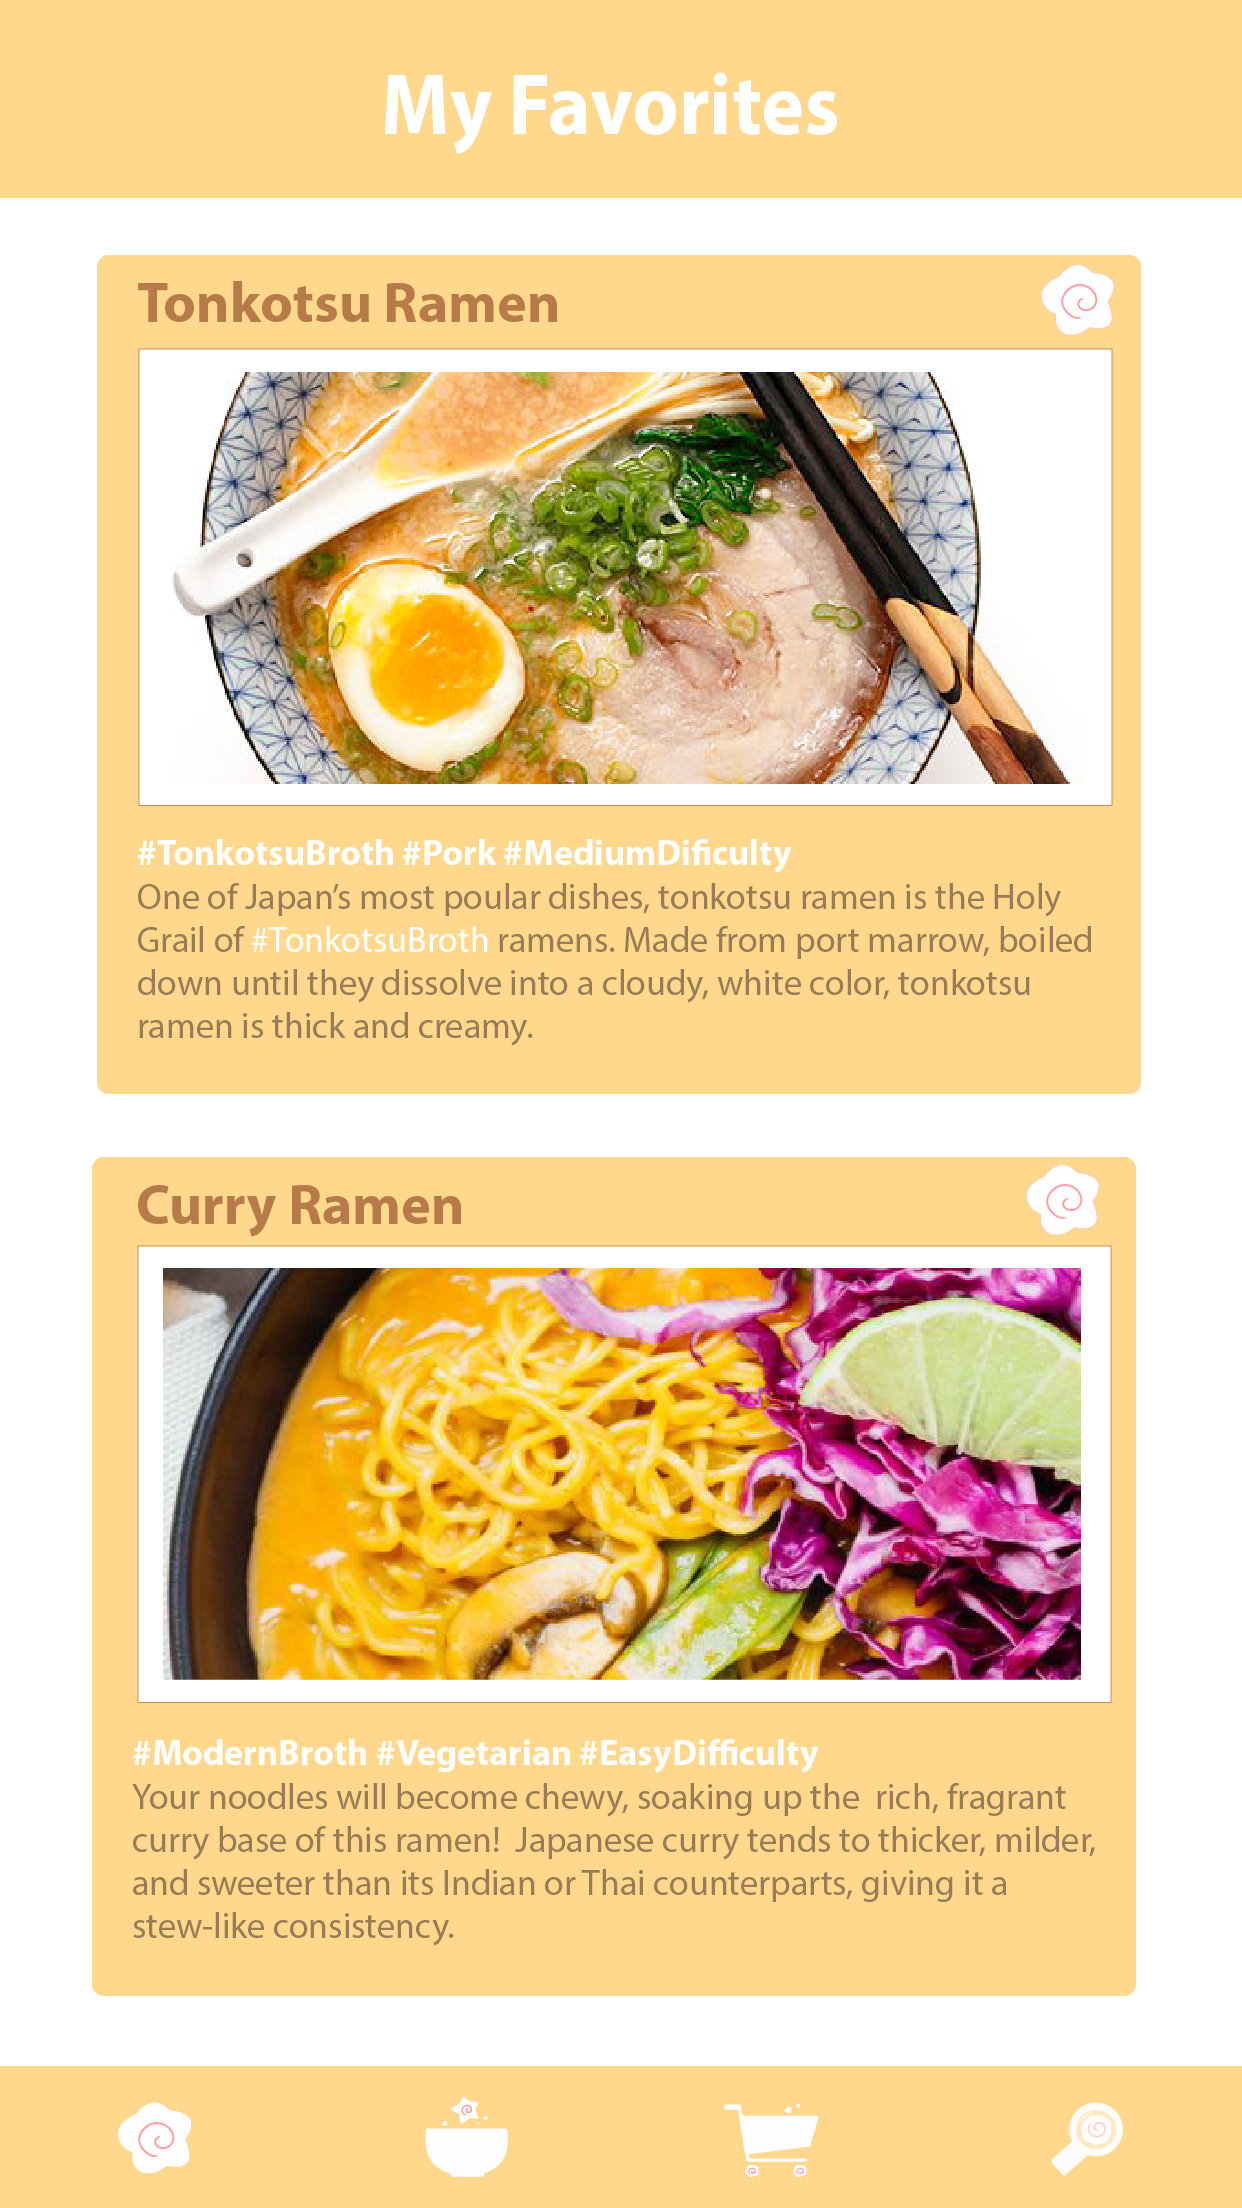 My Favorites
Tonkotsu Ramen
#TonkotsuBroth #Pork #MediumDificulty
One of Japan’s most poular dishes, tonkotsu ramen is the Holy
Grail of #TonkotsuBroth ramens. Made from port marrow, boiled
down until they dissolve into a cloudy, white color, tonkotsu
ramen is thick and creamy.
Curry Ramen
#ModernBroth #Vegetarian #EasyDifficulty
Your noodles will become chewy, soaking up the  rich, fragrant
curry base of this ramen!  Japanese curry tends to thicker, milder,
and sweeter than its Indian or Thai counterparts, giving it a
stew-like consistency.